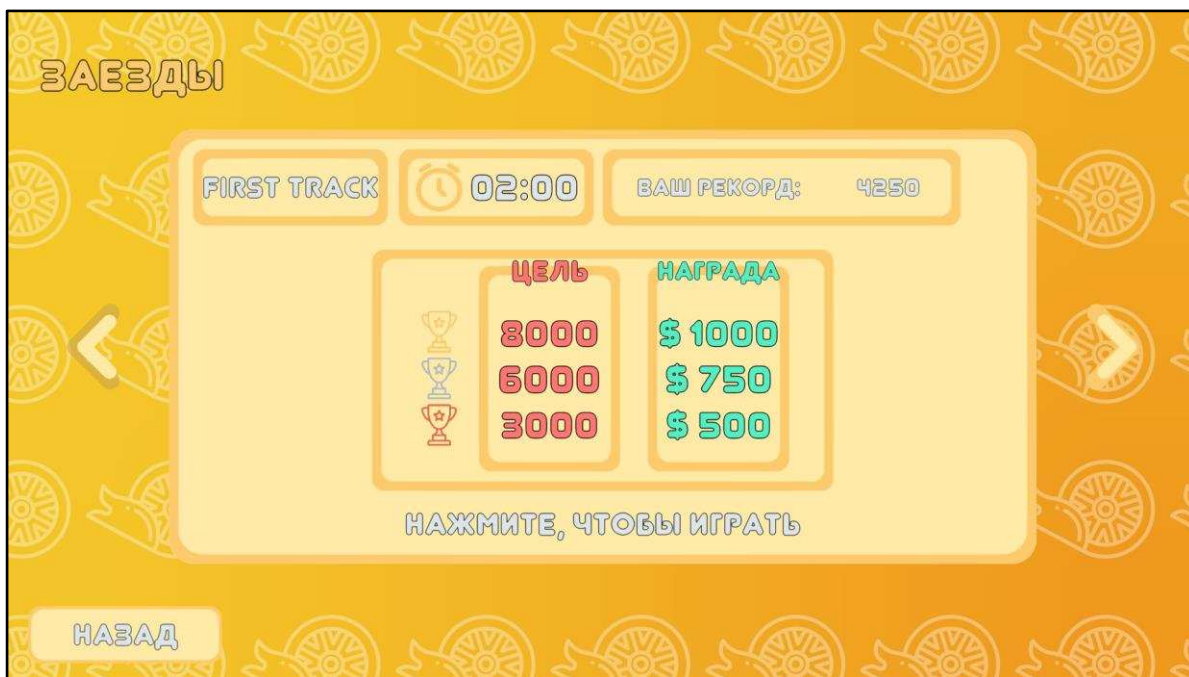 ЗАЕЗДЫ
FIRST TRACK
02:00
ВАШ РЕКОРД: 4250
ЦЕЛЬ НАГРАДА
8000 $ 1000
6000 $ 750
3000 $ 500
НАЖМИТЕ, ЧТОБЫ ИГРАТЬ
НАЗАД